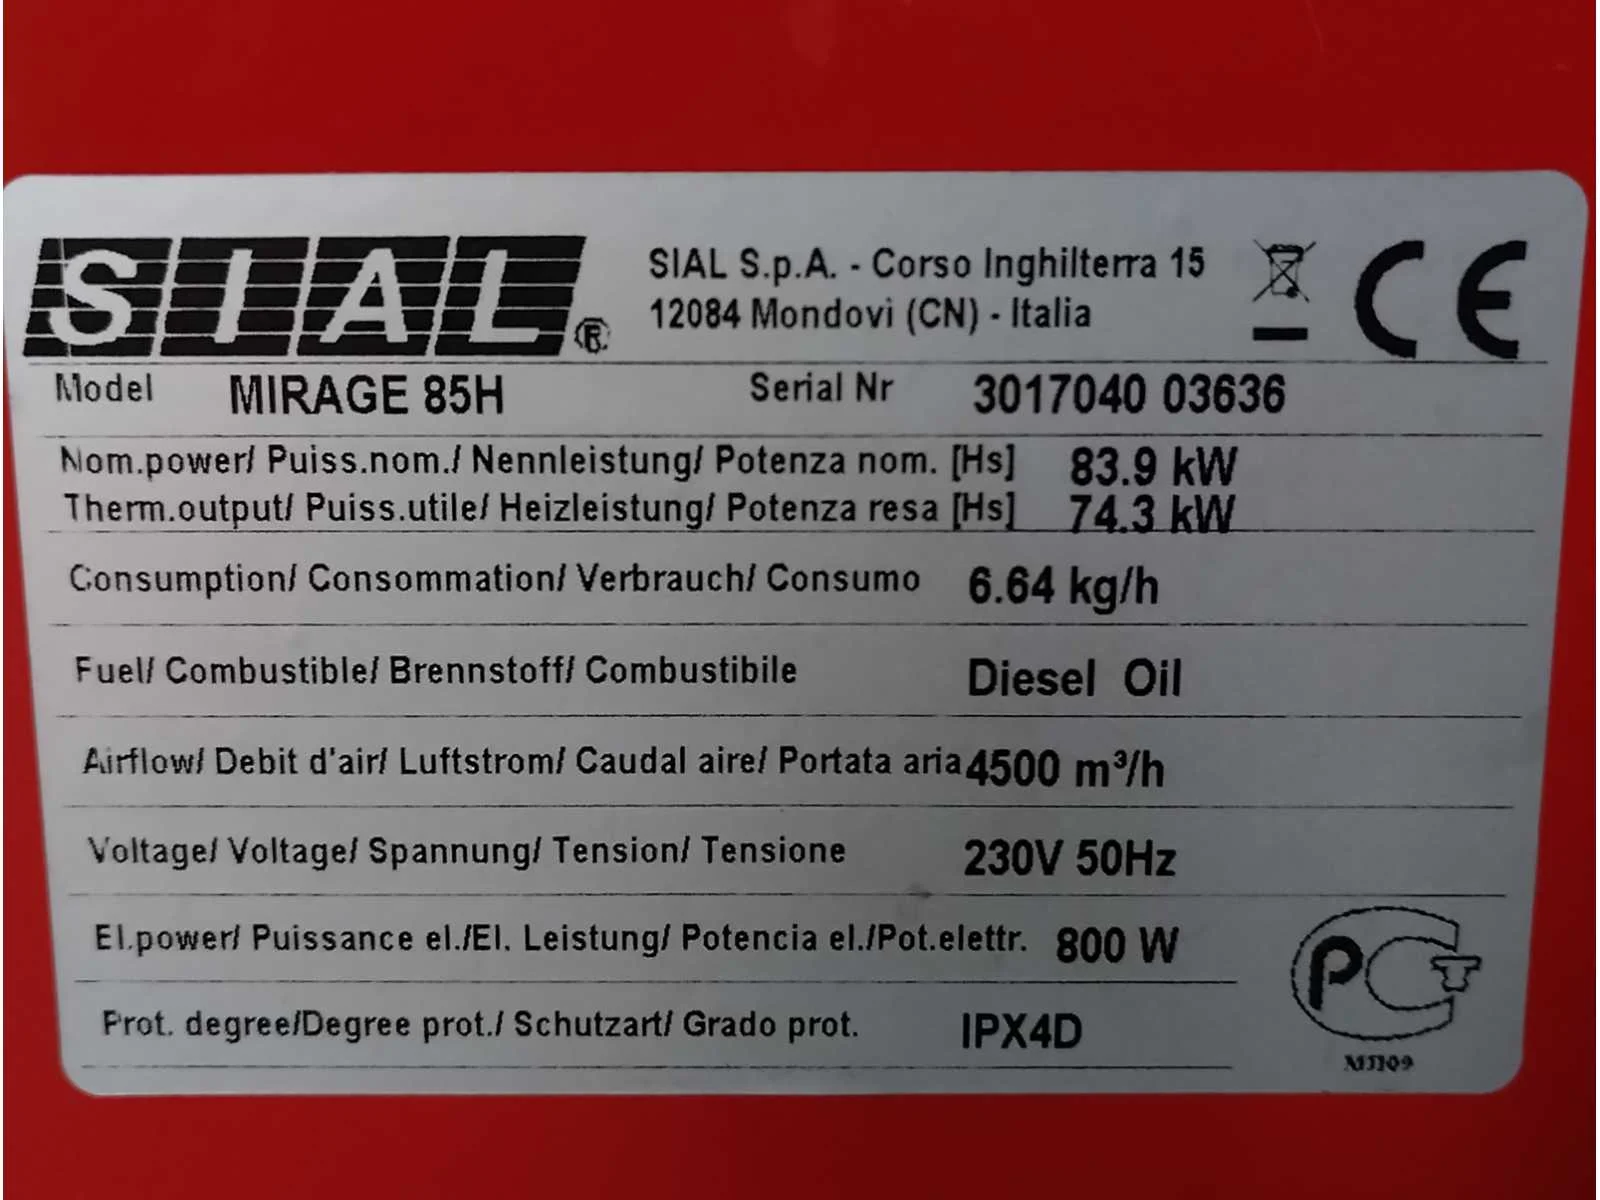 SIAL®
SIAL S.p.A. - Corso Inghilterra 15
12084 Mondovì (CN) - Italia
CE
Model MIRAGE 85H Serial Nr 3017040 03636
Nom.power/ Puiss.nom./ Nennleistung/ Potenza nom. [Hs] 83.9 kW
Therm.output/ Puiss.utile/ Heizleistung/ Potenza resa [Hs] 74.3 kW
Consumption/ Consommation/ Verbrauch/ Consumo 6.64 kg/h
Fuel/ Combustible/ Brennstoff/ Combustibile Diesel Oil
Airflow/ Debit d'air/ Luftstrom/ Caudal aire/ Portata aria 4500 m³/h
Voltage/ Voltage/ Spannung/ Tension/ Tensione 230V 50Hz
El.power/ Puissance el./El. Leistung/ Potencia el./Pot.elettr. 800 W
Prot. degree/Degree prot./ Schutzart/ Grado prot. IPX4D